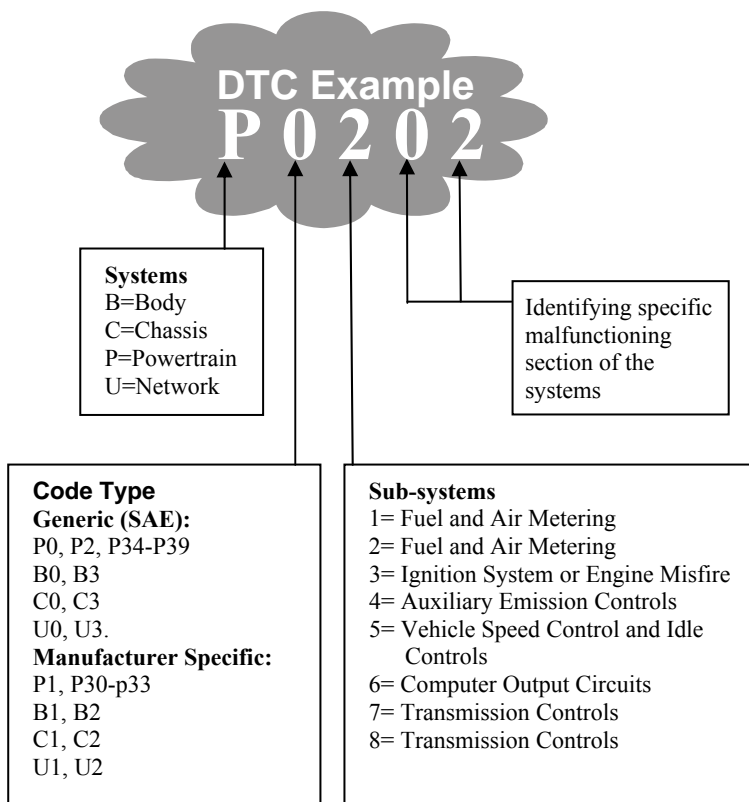 DTC Example
P 0 2 0 2
Systems
B=Body
C=Chassis
P=Powertrain
U=Network
Identifying specific
malfunctioning
section of the
systems
Code Type
Generic (SAE):
P0, P2, P34-P39
B0, B3
C0, C3
U0, U3.
Manufacturer Specific:
P1, P30-p33
B1, B2
C1, C2
U1, U2
Sub-systems
1= Fuel and Air Metering
2= Fuel and Air Metering
3= Ignition System or Engine Misfire
4= Auxiliary Emission Controls
5= Vehicle Speed Control and Idle
Controls
6= Computer Output Circuits
7= Transmission Controls
8= Transmission Controls